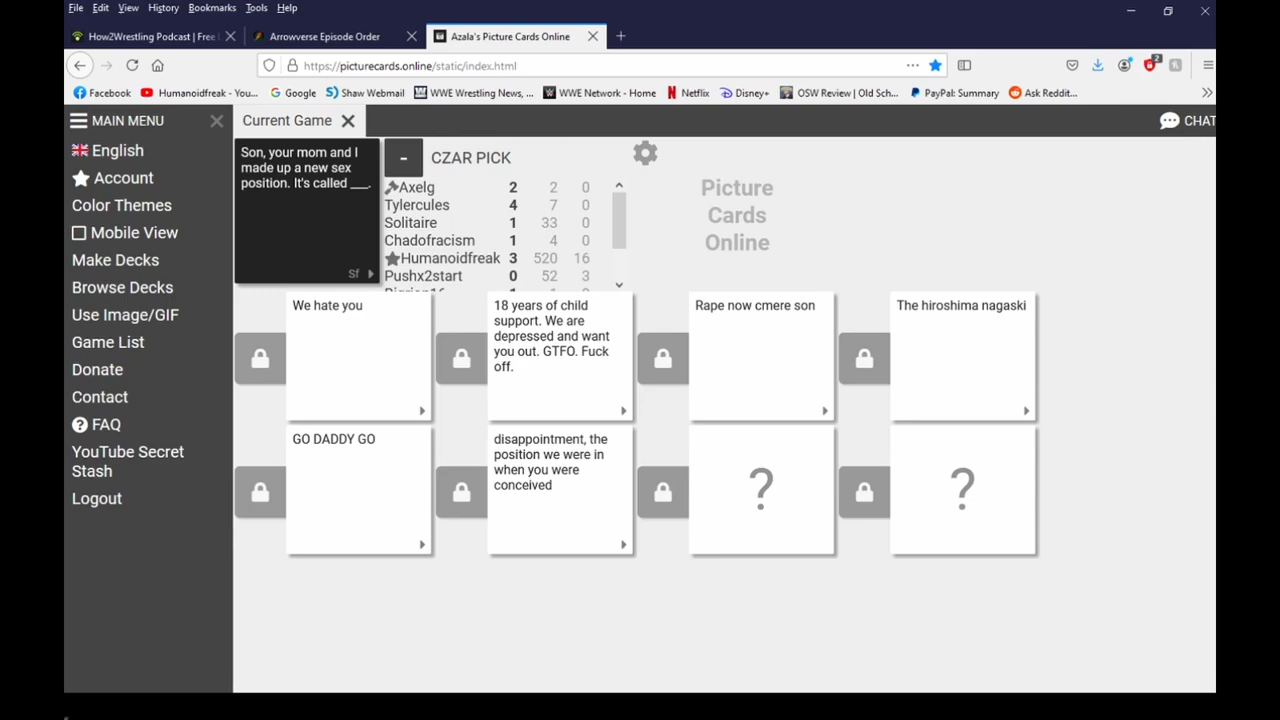 File Edit View History Bookmarks Tools Help
How2Wrestling Podcast | Free
Arrowverse Episode Order
Azala's Picture Cards Online
https://picturecards.online/static/index.html
2
Facebook
Humanoidfreak - You...
Google
Shaw Webmail
WWE Wrestling News, ...
WWE Network - Home
Netflix
Disney+
OSW Review | Old Sch...
PayPal: Summary
Ask Reddit...
MAIN MENU
English
Account
Color Themes
Mobile View
Make Decks
Browse Decks
Use Image/GIF
Game List
Donate
Contact
FAQ
YouTube Secret
Stash
Logout
Current Game
CHAT
Son, your mom and I
made up a new sex
position. It's called ___.
Sf
-
CZAR PICK
Axelg 2 2 0
Tylercules 4 7 0
Solitaire 1 33 0
Chadofracism 1 4 0
Humanoidfreak 3 520 16
Pushx2start 0 52 3
Picture
Cards
Online
We hate you
18 years of child
support. We are
depressed and want
you out. GTFO. Fuck
off.
Rape now cmere son
The hiroshima nagaski
GO DADDY GO
disappointment, the
position we were in
when you were
conceived
?
?